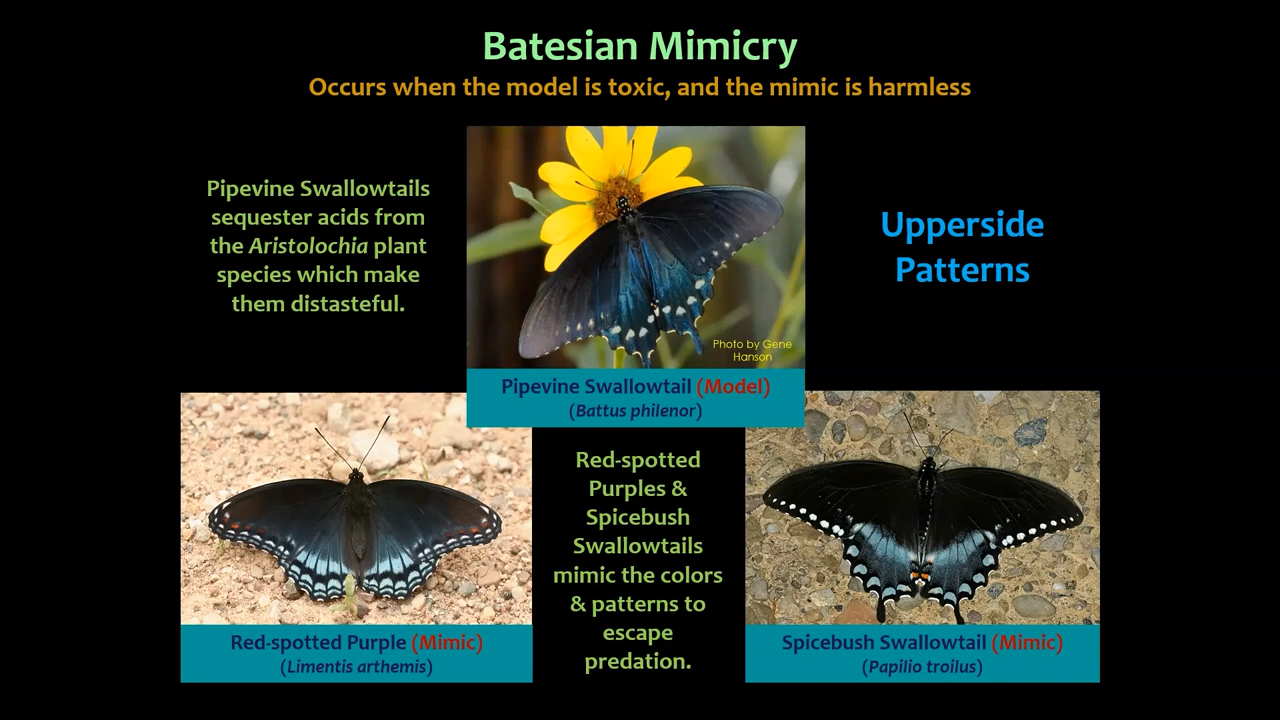 Batesian Mimicry
Occurs when the model is toxic, and the mimic is harmless
Pipevine Swallowtails
sequester acids from
the Aristolochia plant
species which make
them distasteful.
Upperside
Patterns
Photo by Gene
Hanson
Pipevine Swallowtail (Model)
(Battus philenor)
Red-spotted
Purples &
Spicebush
Swallowtails
mimic the colors
& patterns to
escape
predation.
Red-spotted Purple (Mimic)
(Limentis arthemis)
Spicebush Swallowtail (Mimic)
(Papilio troilus)